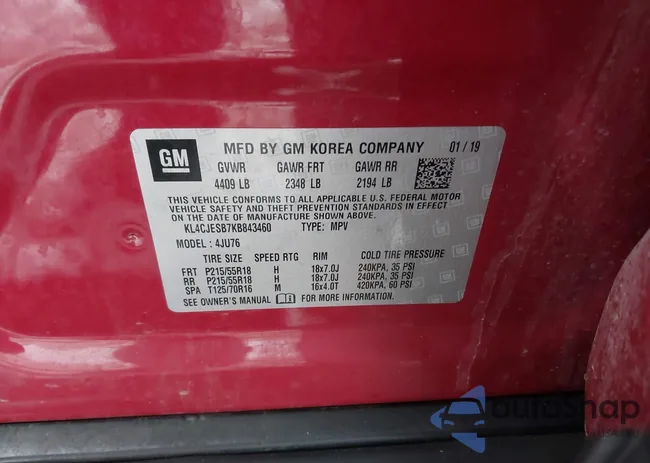 GM
MFD BY GM KOREA COMPANY 01 / 19
GVWR GAWR FRT GAWR RR
4409 LB 2348 LB 2194 LB
THIS VEHICLE CONFORMS TO ALL APPLICABLE U.S. FEDERAL MOTOR
VEHICLE SAFETY AND THEFT PREVENTION STANDARDS IN EFFECT ON
THE DATE OF MANUFACTURE SHOWN ABOVE.
KL4CJESB7KB843460 TYPE: MPV
MODEL : 4JU76
TIRE SIZE SPEED RTG RIM COLD TIRE PRESSURE
FRT P215/55R18 H 18x7.0J 240KPA, 35 PSI
RR P215/55R18 H 18x7.0J 240KPA, 35 PSI
SPA T125/70R16 M 16x4.0T 420KPA, 60 PSI
SEE OWNER'S MANUAL FOR MORE INFORMATION.
AutoSnap